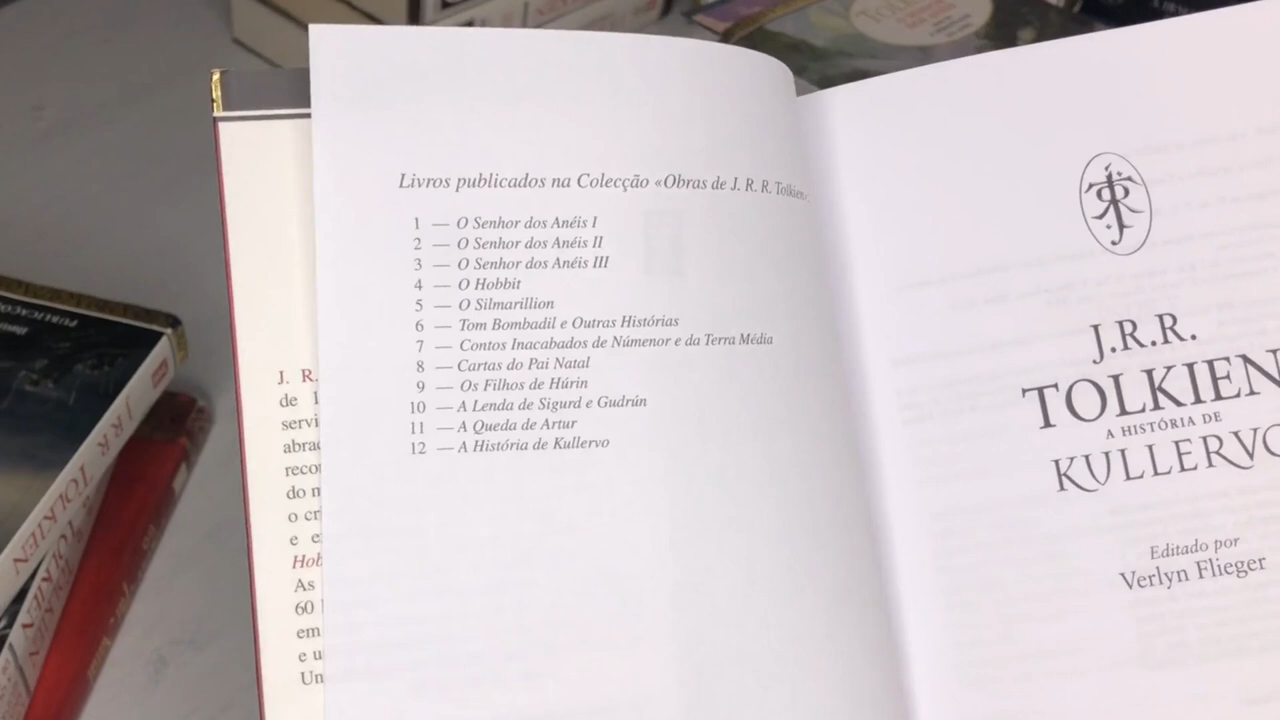 Livros publicados na Colecção «Obras de J. R. R. Tolkien»
1 — O Senhor dos Anéis I
2 — O Senhor dos Anéis II
3 — O Senhor dos Anéis III
4 — O Hobbit
5 — O Silmarillion
6 — Tom Bombadil e Outras Histórias
7 — Contos Inacabados de Númenor e da Terra Média
8 — Cartas do Pai Natal
9 — Os Filhos de Húrin
10 — A Lenda de Sigurd e Gudrún
11 — A Queda de Artur
12 — A História de Kullervo
J.R.R.
TOLKIEN
A HISTÓRIA DE
KULLERVO
Editado por
Verlyn Flieger
J. R.
de
servi
abra
reco
do
o cr
e e
Hob
As
60
em
e u
Un
J R R TOLKIEN
TOLKIEN